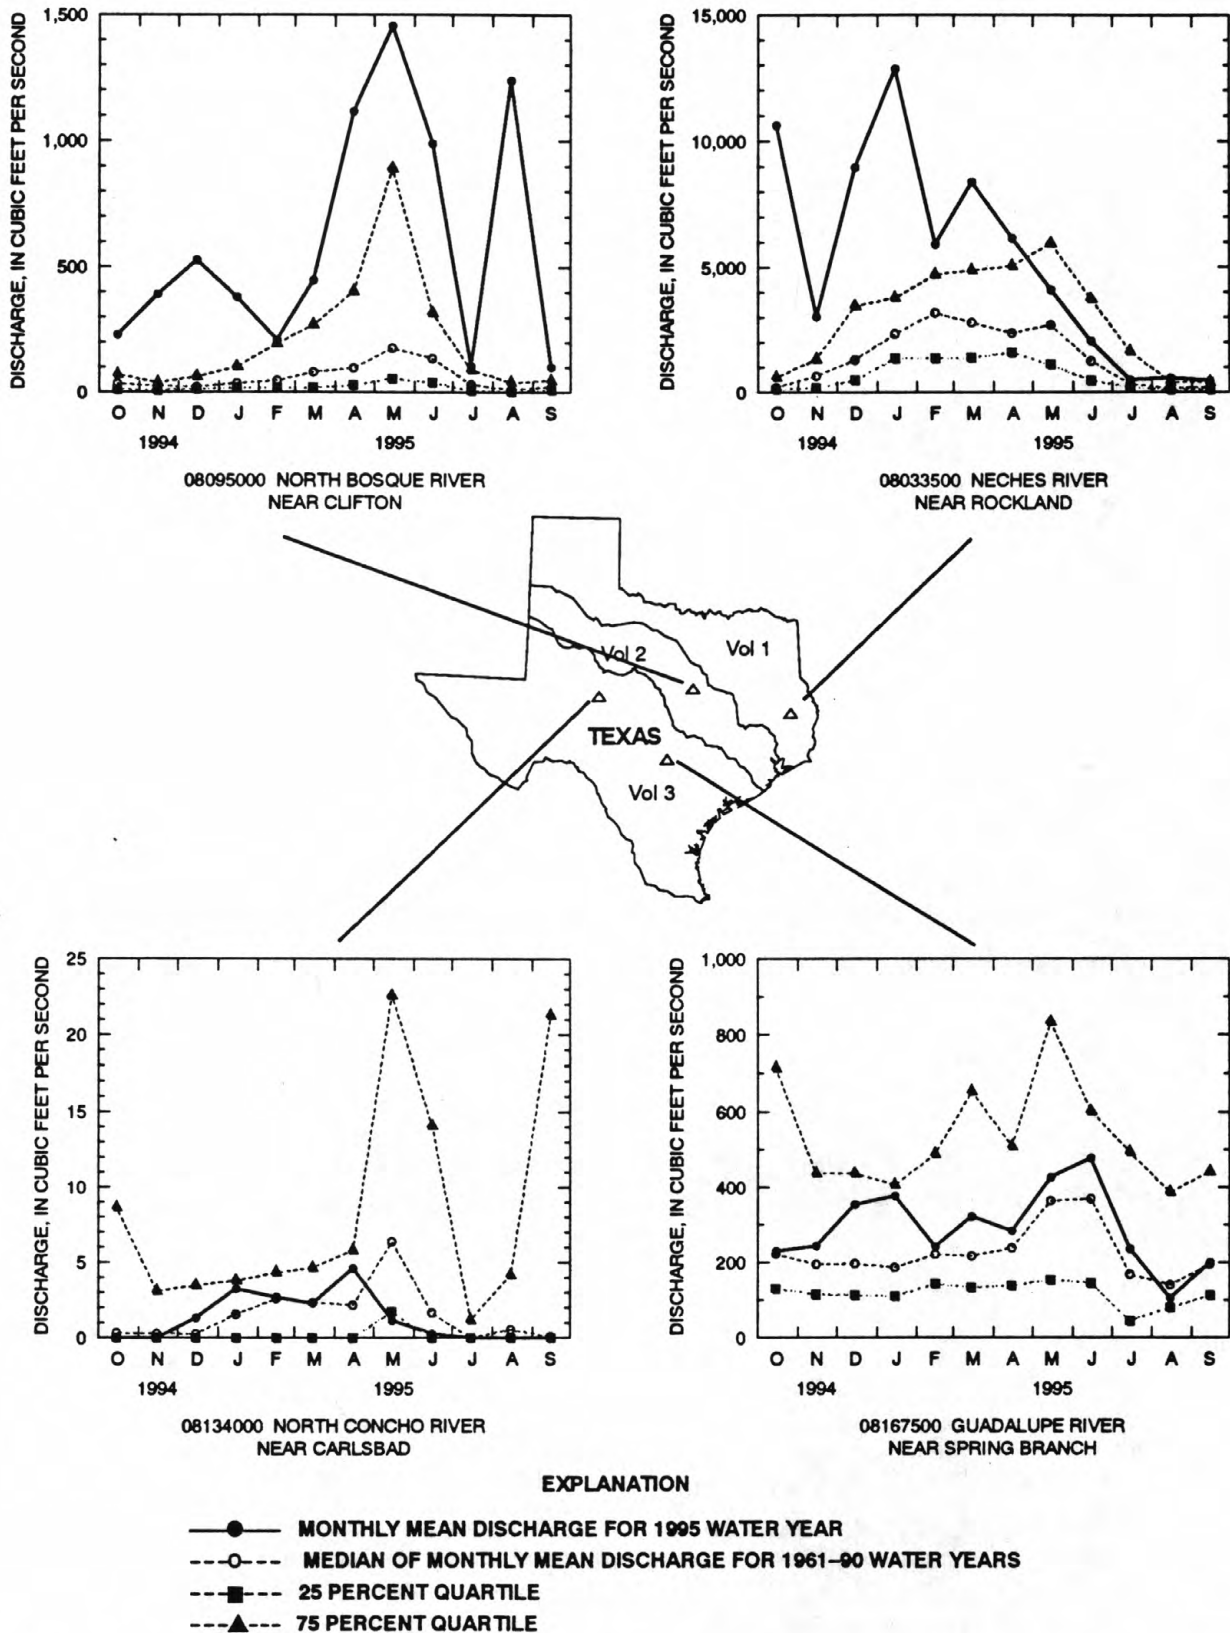 DISCHARGE, IN CUBIC FEET PER SECOND
1,500
1,000
500
0
O N D J F M A M J J A S
1994 1995
08095000 NORTH BOSQUE RIVER
NEAR CLIFTON
DISCHARGE, IN CUBIC FEET PER SECOND
15,000
10,000
5,000
0
O N D J F M A M J J A S
1994 1995
08033500 NECHES RIVER
NEAR ROCKLAND
Vol 1
Vol 2
TEXAS
Vol 3
DISCHARGE, IN CUBIC FEET PER SECOND
25
20
15
10
5
0
O N D J F M A M J J A S
1994 1995
08134000 NORTH CONCHO RIVER
NEAR CARLSBAD
DISCHARGE, IN CUBIC FEET PER SECOND
1,000
800
600
400
200
0
O N D J F M A M J J A S
1994 1995
08167500 GUADALUPE RIVER
NEAR SPRING BRANCH
EXPLANATION
MONTHLY MEAN DISCHARGE FOR 1995 WATER YEAR
MEDIAN OF MONTHLY MEAN DISCHARGE FOR 1961–90 WATER YEARS
25 PERCENT QUARTILE
75 PERCENT QUARTILE